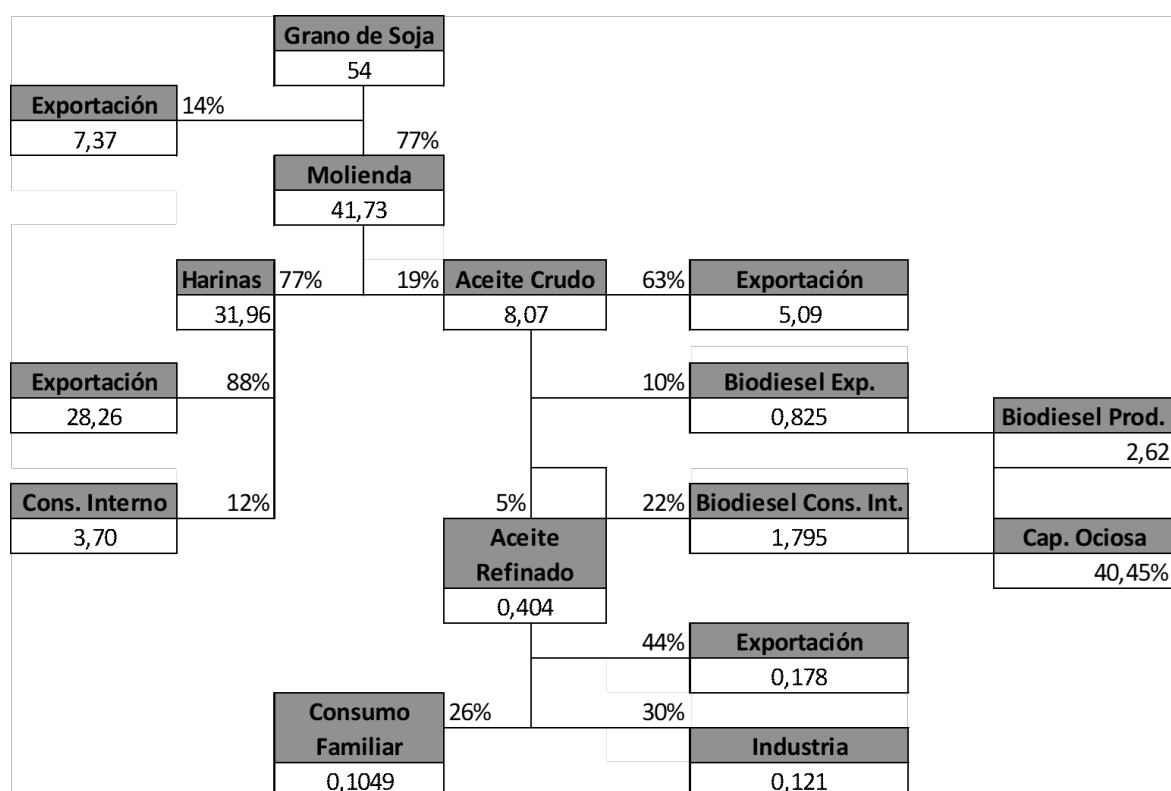 Grano de Soja
54
Exportación 14%
7,37
77%
Molienda
41,73
Harinas 77% 19% Aceite Crudo 63% Exportación
31,96 8,07 5,09
Exportación 88% 10% Biodiesel Exp.
28,26 0,825 Biodiesel Prod.
2,62
Cons. Interno 12% 5% 22% Biodiesel Cons. Int.
3,70 Aceite 1,795 Cap. Ociosa
Refinado 40,45%
0,404
44% Exportación
0,178
Consumo 26% 30%
Familiar Industria
0,1049 0,121